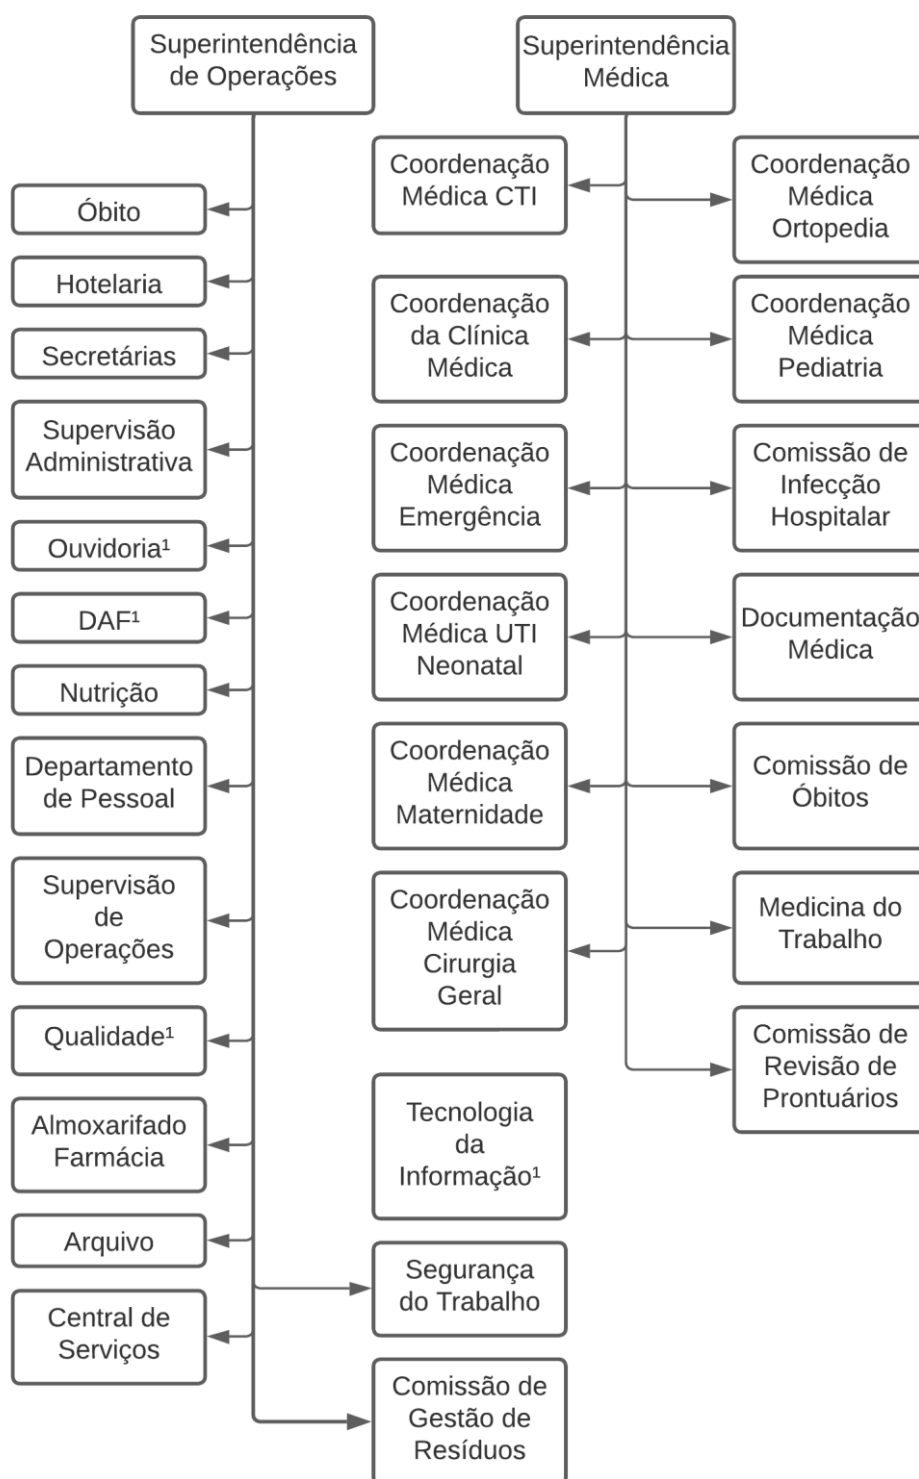 Superintendência
de Operações
Óbito
Hotelaria
Secretárias
Supervisão
Administrativa
Ouvidoria¹
DAF¹
Nutrição
Departamento
de Pessoal
Supervisão
de
Operações
Qualidade¹
Almoxarifado
Farmácia
Arquivo
Central de
Serviços
Tecnologia
da
Informação¹
Segurança
do Trabalho
Comissão de
Gestão de
Resíduos
Superintendência
Médica
Coordenação
Médica CTI
Coordenação
da Clínica
Médica
Coordenação
Médica
Emergência
Coordenação
Médica UTI
Neonatal
Coordenação
Médica
Maternidade
Coordenação
Médica
Cirurgia
Geral
Coordenação
Médica
Ortopedia
Coordenação
Médica
Pediatria
Comissão de
Infecção
Hospitalar
Documentação
Médica
Comissão de
Óbitos
Medicina do
Trabalho
Comissão de
Revisão de
Prontuários